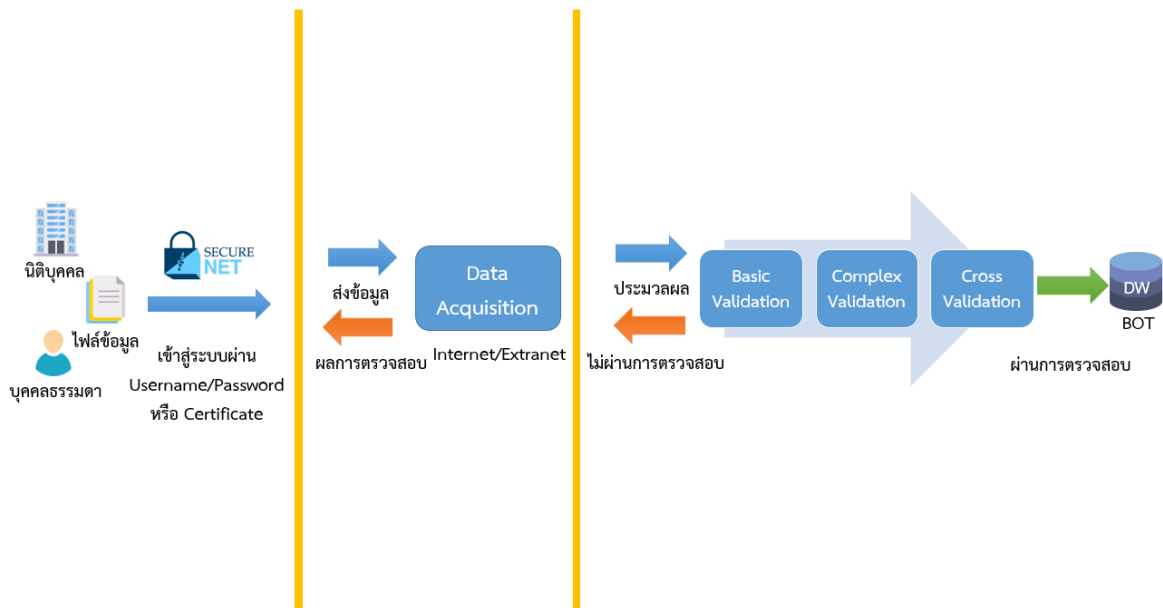 นิติบุคคล
ไฟล์ข้อมูล
บุคคลธรรมดา
SECURE
NET
เข้าสู่ระบบผ่าน
Username/Password
หรือ Certificate
ส่งข้อมูล
ผลการตรวจสอบ
Data
Acquisition
Internet/Extranet
ประมวลผล
ไม่ผ่านการตรวจสอบ
Basic
Validation
Complex
Validation
Cross
Validation
ผ่านการตรวจสอบ
DW
BOT